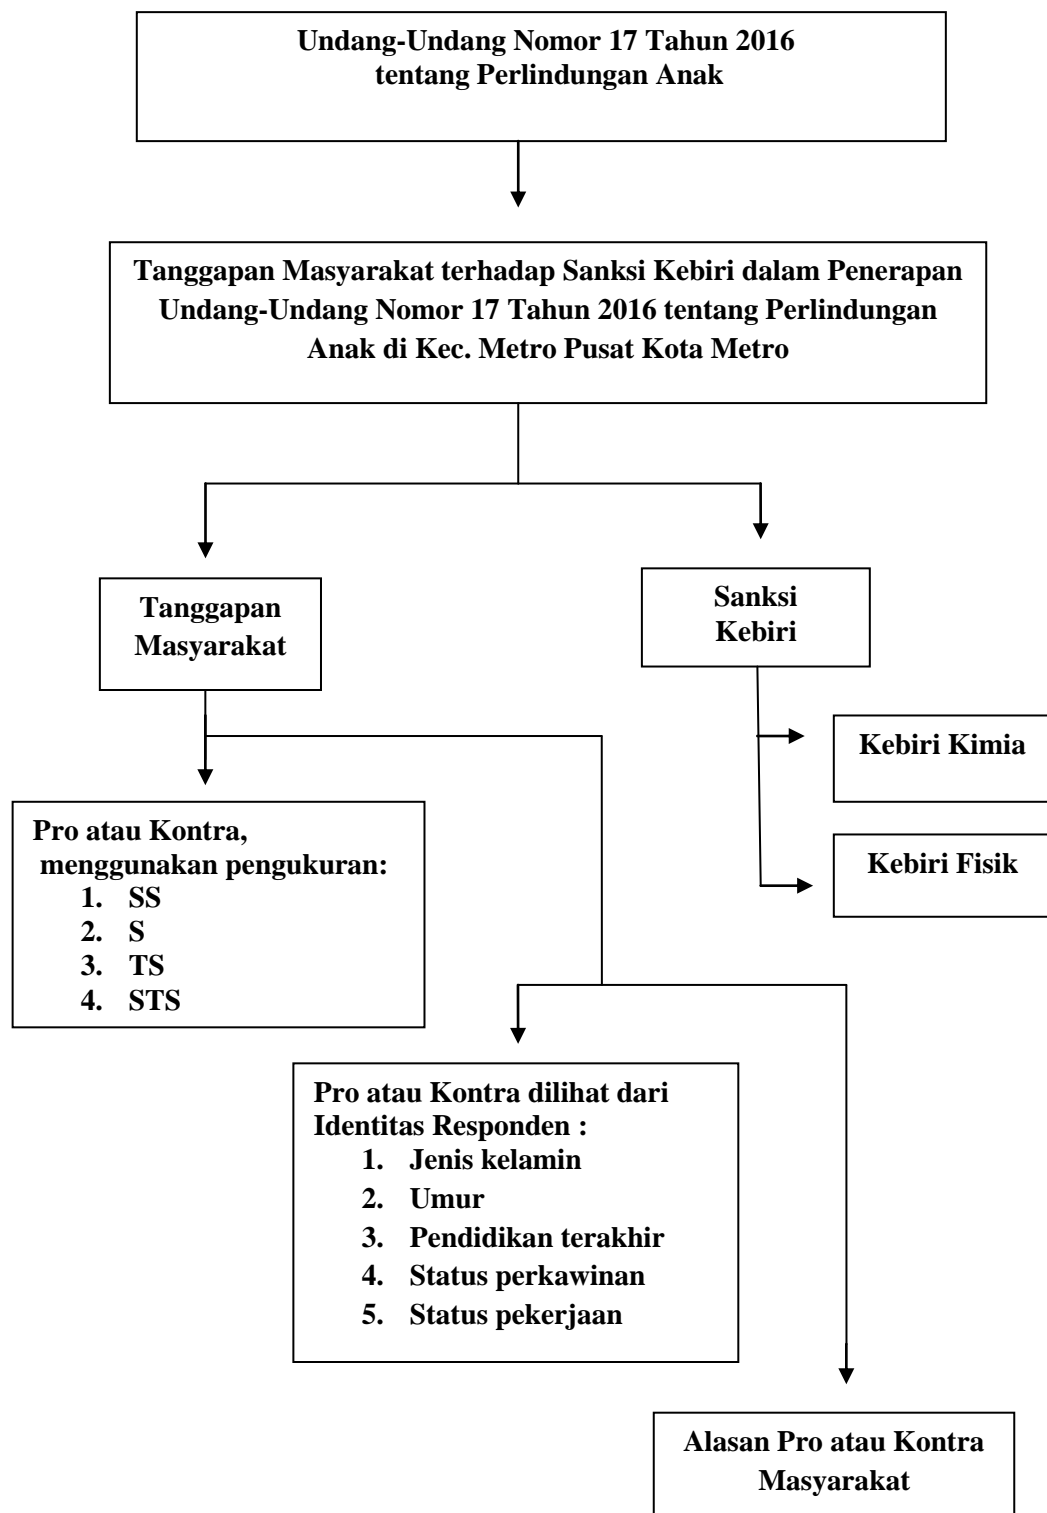 Undang-Undang Nomor 17 Tahun 2016
tentang Perlindungan Anak
Tanggapan Masyarakat terhadap Sanksi Kebiri dalam Penerapan
Undang-Undang Nomor 17 Tahun 2016 tentang Perlindungan
Anak di Kec. Metro Pusat Kota Metro
Tanggapan
Masyarakat
Sanksi
Kebiri
Kebiri Kimia
Kebiri Fisik
Pro atau Kontra,
menggunakan pengukuran:
1. SS
2. S
3. TS
4. STS
Pro atau Kontra dilihat dari
Identitas Responden :
1. Jenis kelamin
2. Umur
3. Pendidikan terakhir
4. Status perkawinan
5. Status pekerjaan
Alasan Pro atau Kontra
Masyarakat